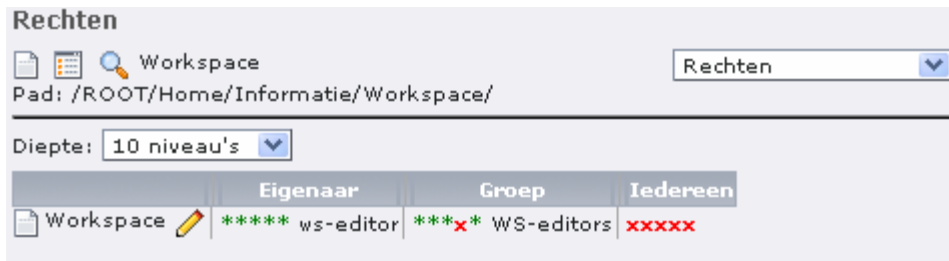 Rechten
Workspace Rechten
Pad: /ROOT/Home/Informatie/Workspace/
Diepte: 10 niveau's
Eigenaar Groep Iedereen
Workspace ***** ws-editor ***x* WS-editors xxxxx